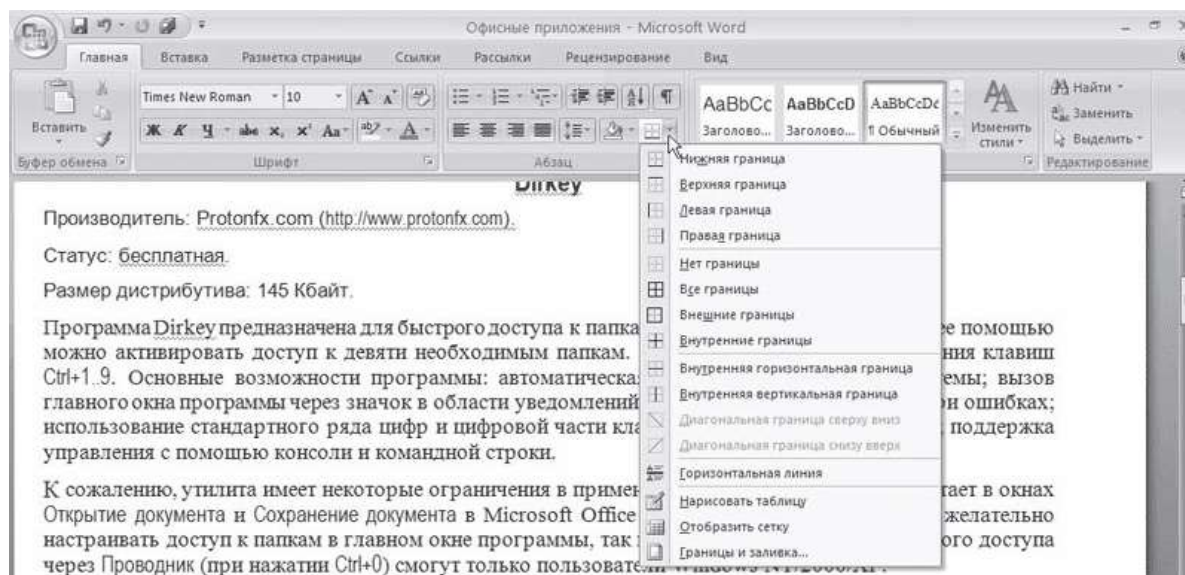 Офисные приложения - Microsoft Word
Главная Вставка Разметка страницы Ссылки Рассылки Рецензирование Вид
Times New Roman 10
Найти
AaBbCc AaBbCcD AaBbCcDc
Заменить
Вставить
Ж К Ч abc x, x' Aa ab A
Заголово... Заголово... ¶ Обычный
Изменить стили
Выделить
Буфер обмена Шрифт Абзац Редактирование
Нижняя граница
Верхняя граница
Левая граница
Правая граница
Нет границы
Все границы
Внешние границы
Внутренние границы
Внутренняя горизонтальная граница
Внутренняя вертикальная граница
Диагональная граница сверху вниз
Диагональная граница снизу вверх
Горизонтальная линия
Нарисовать таблицу
Отобразить сетку
Границы и заливка...
Dirkey
Производитель: Protonfx.com (http://www.protonfx.com).
Статус: бесплатная.
Размер дистрибутива: 145 Кбайт.
Программа Dirkey предназначена для быстрого доступа к папка ее помощью
можно активировать доступ к девяти необходимым папкам. ния клавиш
Ctrl+1..9. Основные возможности программы: автоматическа емы; вызов
главного окна программы через значок в области уведомлений ри ошибках;
использование стандартного ряда цифр и цифровой части кла поддержка
управления с помощью консоли и командной строки.
К сожалению, утилита имеет некоторые ограничения в примен тает в окнах
Открытие документа и Сохранение документа в Microsoft Office желательно
настраивать доступ к папкам в главном окне программы, так ого доступа
через Проводник (при нажатии Ctrl+0) смогут только пользователи